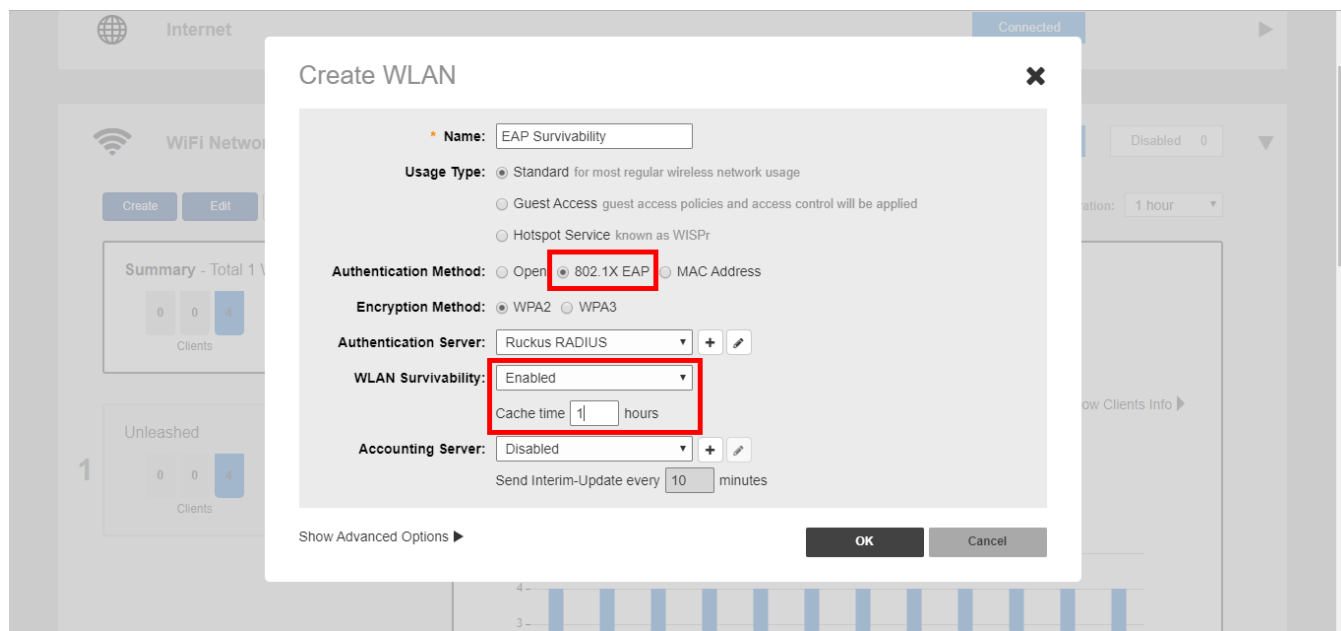 Internet
Connected
Create WLAN
* Name: EAP Survivability
WiFi Networ
Disabled 0
Usage Type: Standard for most regular wireless network usage
Create Edit
Guest Access guest access policies and access control will be applied
ration: 1 hour
Hotspot Service known as WISPr
Summary - Total 1 W
Authentication Method: Open 802.1X EAP MAC Address
0 0 4
Encryption Method: WPA2 WPA3
Clients
Authentication Server: Ruckus RADIUS
WLAN Survivability: Enabled
Cache time 1 hours
ow Clients Info
Unleashed
Accounting Server: Disabled
1
0 0 4
Send Interim-Update every 10 minutes
Clients
Show Advanced Options
OK
Cancel
4
3